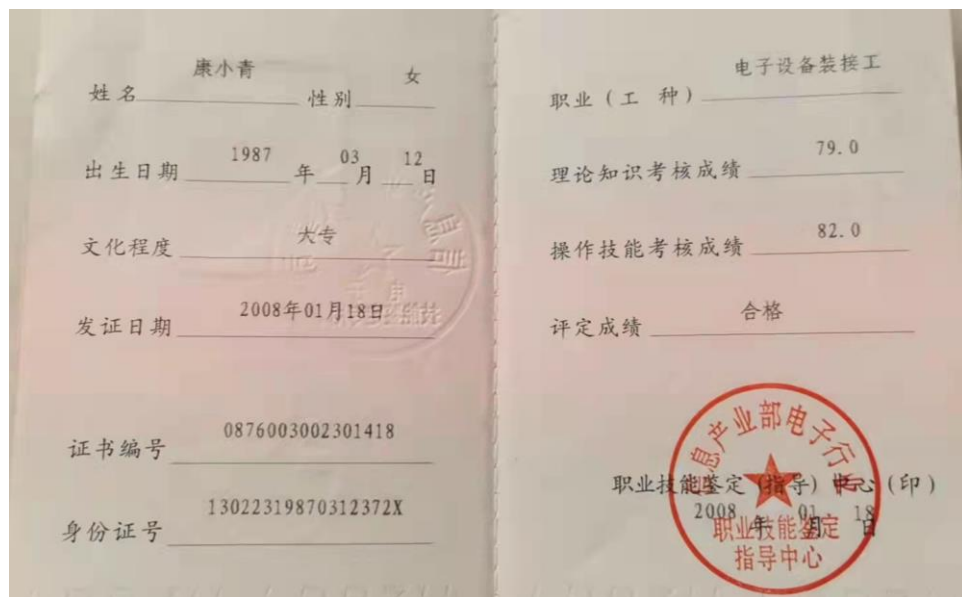 姓名 康小青 性别 女
出生日期 1987 年 03 月 12 日
文化程度 大专
发证日期 2008年01月18日
证书编号 0876003002301418
身份证号 13022319870312372X
职业（工 种） 电子设备装接工
理论知识考核成绩 79.0
操作技能考核成绩 82.0
评定成绩 合格
息产业部电子行
职业技能鉴定（指导）中心（印）
2008 年 01 月 18 日
职业技能鉴定
指导中心